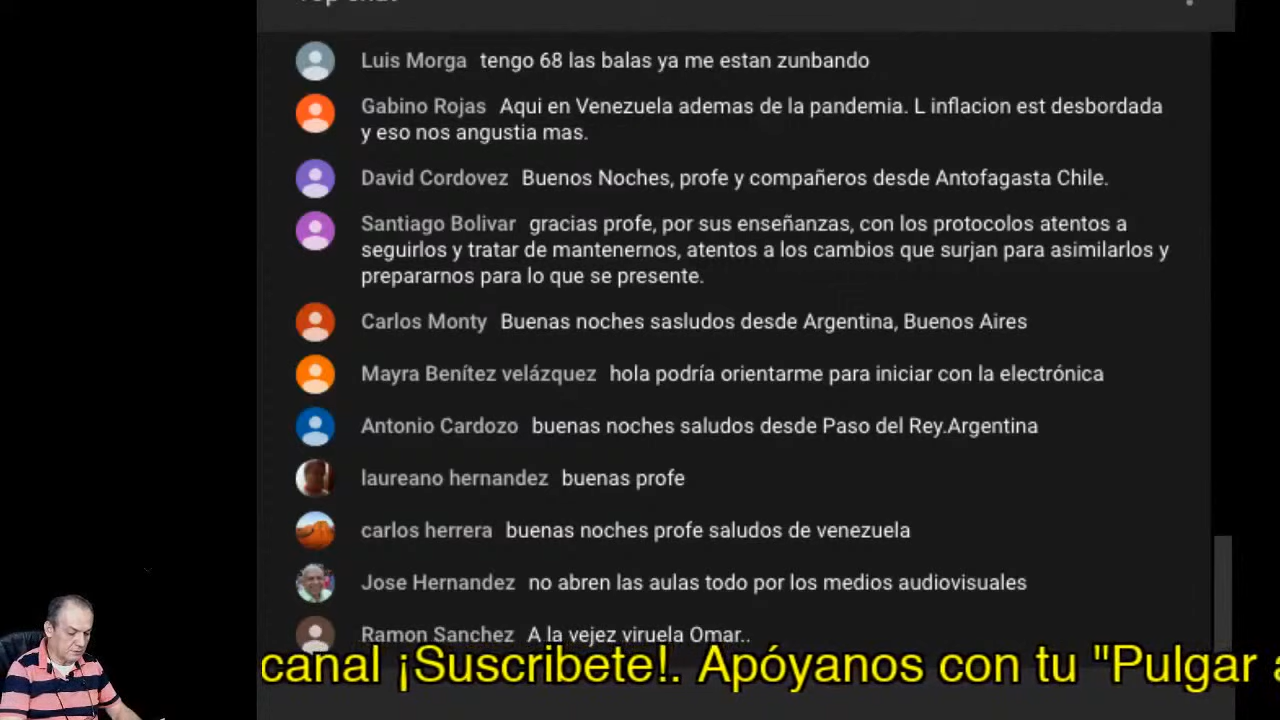 Top chat
Luis Morga tengo 68 las balas ya me estan zunbando
Gabino Rojas Aqui en Venezuela ademas de la pandemia. L inflacion est desbordada
y eso nos angustia mas.
David Cordovez Buenos Noches, profe y compañeros desde Antofagasta Chile.
Santiago Bolivar gracias profe, por sus enseñanzas, con los protocolos atentos a
seguirlos y tratar de mantenernos, atentos a los cambios que surjan para asimilarlos y
prepararnos para lo que se presente.
Carlos Monty Buenas noches sasludos desde Argentina, Buenos Aires
Mayra Benítez velázquez hola podría orientarme para iniciar con la electrónica
Antonio Cardozo buenas noches saludos desde Paso del Rey.Argentina
laureano hernandez buenas profe
carlos herrera buenas noches profe saludos de venezuela
Jose Hernandez no abren las aulas todo por los medios audiovisuales
Ramon Sanchez A la vejez viruela Omar..
canal ¡Suscribete!. Apóyanos con tu "Pulgar a